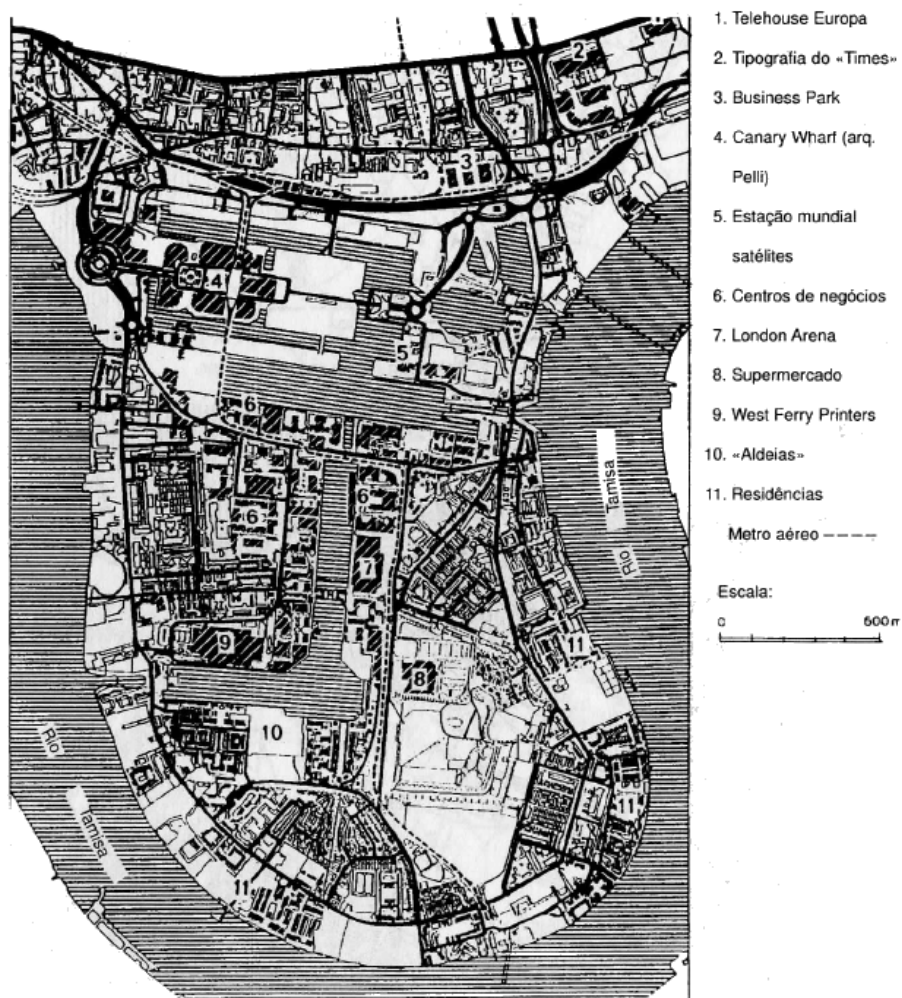 1. Telehouse Europa
2. Tipografia do «Times»
3. Business Park
4. Canary Wharf (arq.
Pelli)
5. Estação mundial
satélites
6. Centros de negócios
7. London Arena
8. Supermercado
9. West Ferry Printers
10. «Aldeias»
11. Residências
Metro aéreo
Escala:
0 500 m
1
2
3
4
5
6
6
6
7
9
8
10
11
11
11
Rio Tamisa
Rio Tamisa